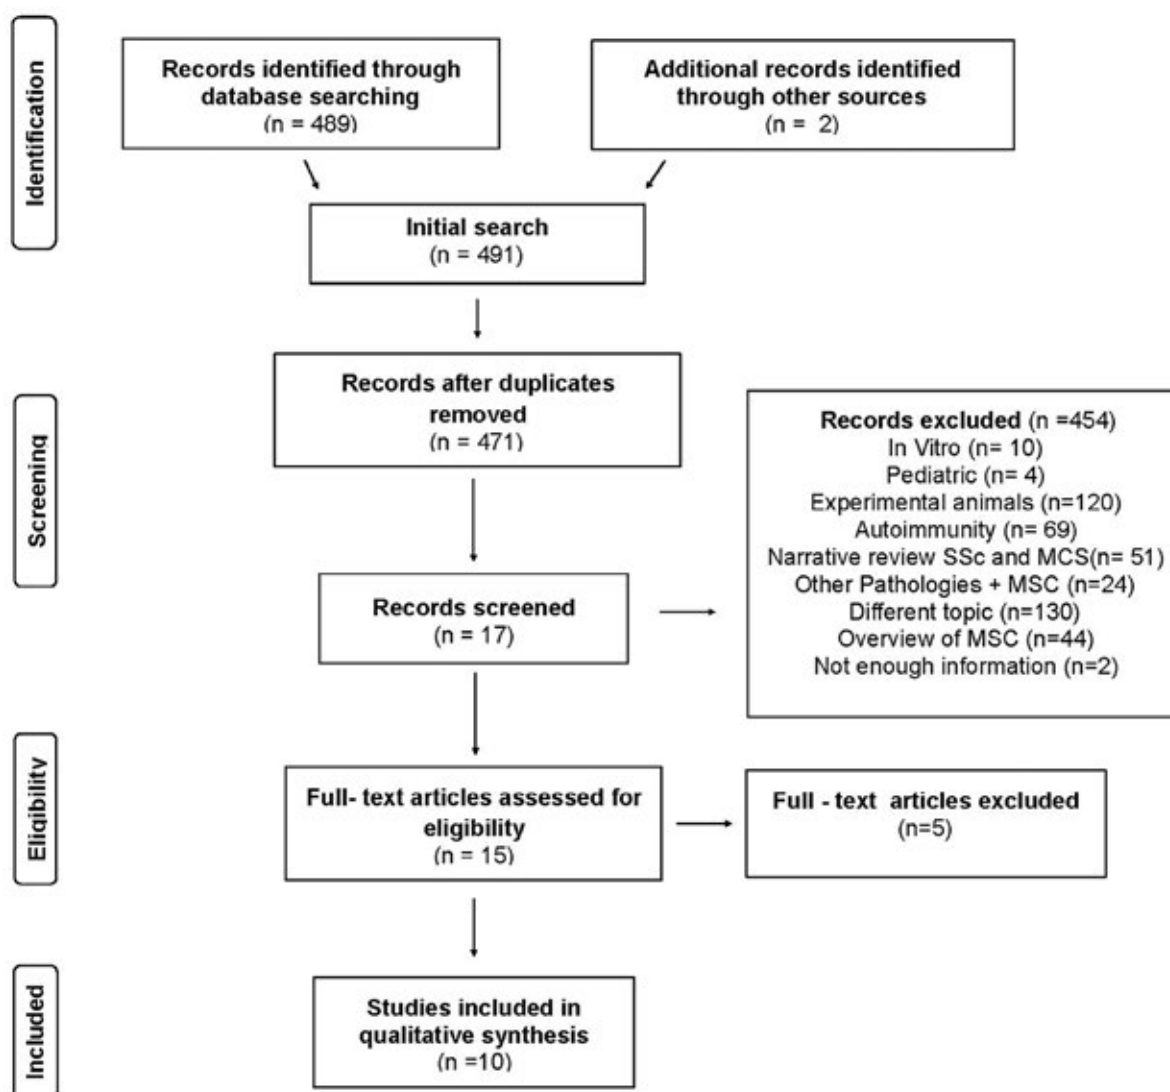 Identification
Records identified through
database searching
(n = 489)
Additional records identified
through other sources
(n = 2)
Initial search
(n = 491)
Screening
Records after duplicates
removed
(n = 471)
Records excluded (n =454)
In Vitro (n= 10)
Pediatric (n= 4)
Experimental animals (n=120)
Autoimmunity (n= 69)
Narrative review SSc and MCS(n= 51)
Other Pathologies + MSC (n=24)
Different topic (n=130)
Overview of MSC (n=44)
Not enough information (n=2)
Records screened
(n = 17)
Eligibility
Full- text articles assessed for
eligibility
(n = 15)
Full - text articles excluded
(n=5)
Included
Studies included in
qualitative synthesis
(n =10)